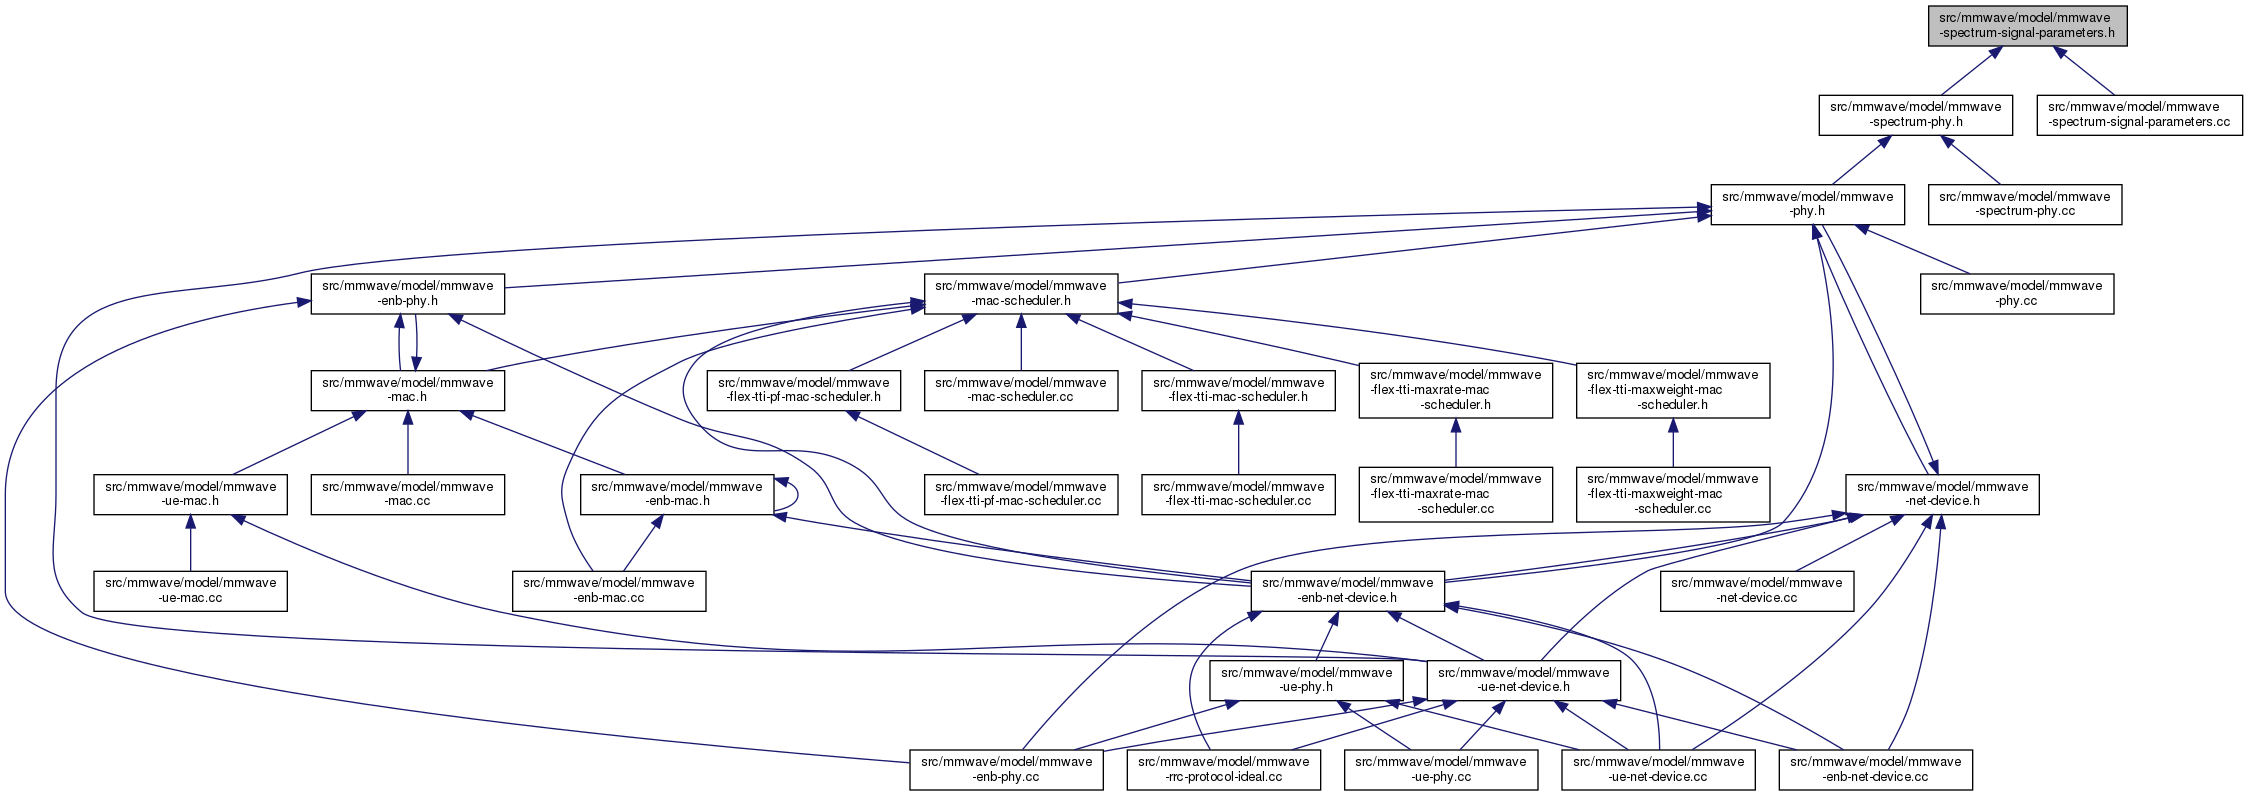 src/mmwave/model/mmwave
-spectrum-signal-parameters.h
src/mmwave/model/mmwave
-spectrum-phy.h
src/mmwave/model/mmwave
-spectrum-signal-parameters.cc
src/mmwave/model/mmwave
-phy.h
src/mmwave/model/mmwave
-spectrum-phy.cc
src/mmwave/model/mmwave
-enb-phy.h
src/mmwave/model/mmwave
-mac-scheduler.h
src/mmwave/model/mmwave
-phy.cc
src/mmwave/model/mmwave
-mac.h
src/mmwave/model/mmwave
-flex-tti-pf-mac-scheduler.h
src/mmwave/model/mmwave
-mac-scheduler.cc
src/mmwave/model/mmwave
-flex-tti-mac-scheduler.h
src/mmwave/model/mmwave
-flex-tti-maxrate-mac
-scheduler.h
src/mmwave/model/mmwave
-flex-tti-maxweight-mac
-scheduler.h
src/mmwave/model/mmwave
-ue-mac.h
src/mmwave/model/mmwave
-mac.cc
src/mmwave/model/mmwave
-enb-mac.h
src/mmwave/model/mmwave
-flex-tti-pf-mac-scheduler.cc
src/mmwave/model/mmwave
-flex-tti-mac-scheduler.cc
src/mmwave/model/mmwave
-flex-tti-maxrate-mac
-scheduler.cc
src/mmwave/model/mmwave
-flex-tti-maxweight-mac
-scheduler.cc
src/mmwave/model/mmwave
-net-device.h
src/mmwave/model/mmwave
-ue-mac.cc
src/mmwave/model/mmwave
-enb-mac.cc
src/mmwave/model/mmwave
-enb-net-device.h
src/mmwave/model/mmwave
-net-device.cc
src/mmwave/model/mmwave
-ue-phy.h
src/mmwave/model/mmwave
-ue-net-device.h
src/mmwave/model/mmwave
-enb-phy.cc
src/mmwave/model/mmwave
-rrc-protocol-ideal.cc
src/mmwave/model/mmwave
-ue-phy.cc
src/mmwave/model/mmwave
-ue-net-device.cc
src/mmwave/model/mmwave
-enb-net-device.cc